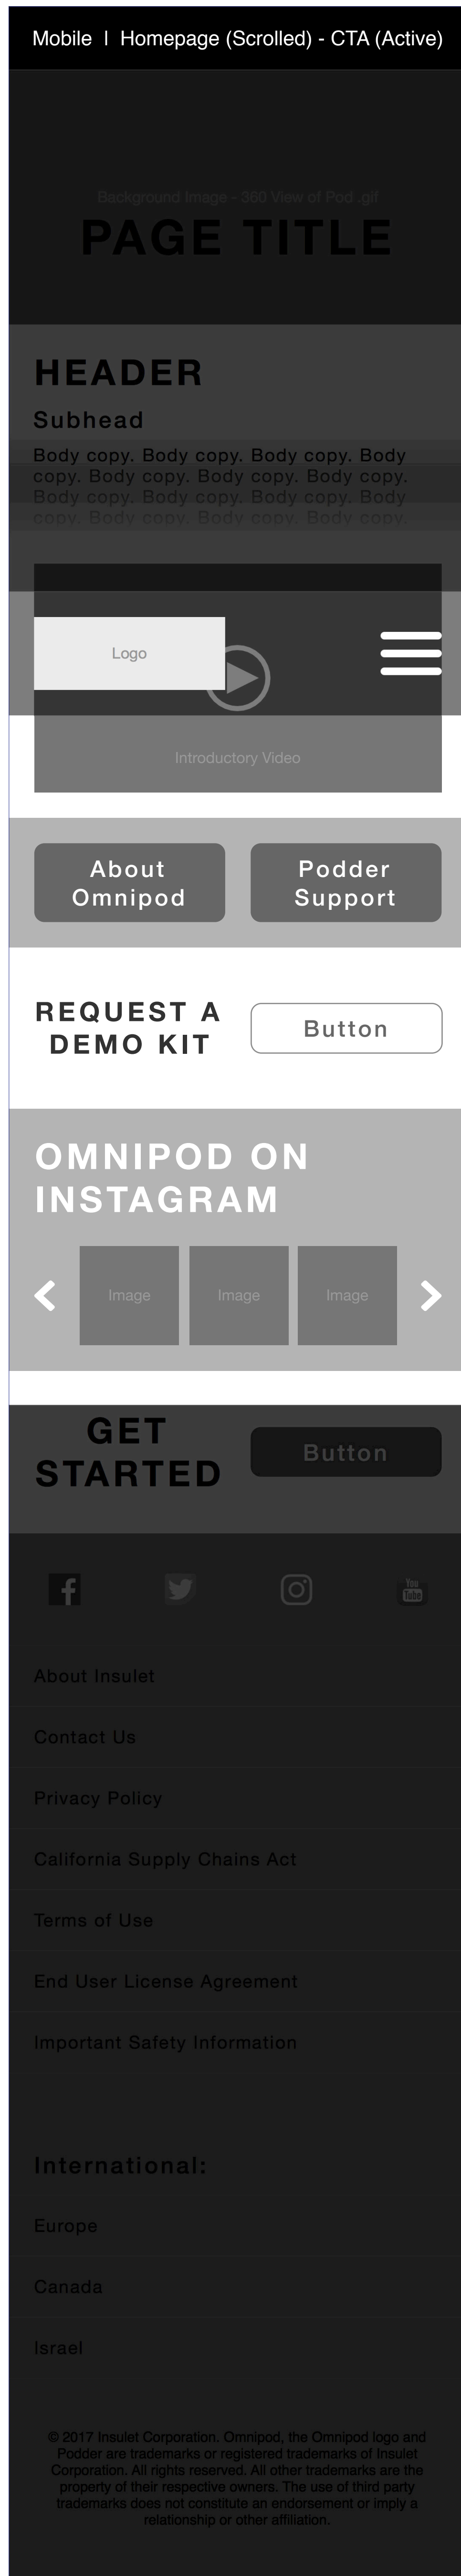 Mobile | Homepage (Scrolled) - CTA (Active)
Background Image - 360 View of Pod .gif
PAGE TITLE
HEADER
Subhead
Body copy. Body copy. Body copy. Body
copy. Body copy. Body copy. Body copy.
Body copy. Body copy. Body copy. Body
copy. Body copy. Body copy. Body copy.
Logo
Introductory Video
About
Omnipod
Podder
Support
REQUEST A
DEMO KIT
Button
OMNIPOD ON
INSTAGRAM
Image
Image
Image
GET
STARTED
Button
You
Tube
About Insulet
Contact Us
Privacy Policy
California Supply Chains Act
Terms of Use
End User License Agreement
Important Safety Information
International:
Europe
Canada
Israel
© 2017 Insulet Corporation. Omnipod, the Omnipod logo and
Podder are trademarks or registered trademarks of Insulet
Corporation. All rights reserved. All other trademarks are the
property of their respective owners. The use of third party
trademarks does not constitute an endorsement or imply a
relationship or other affiliation.